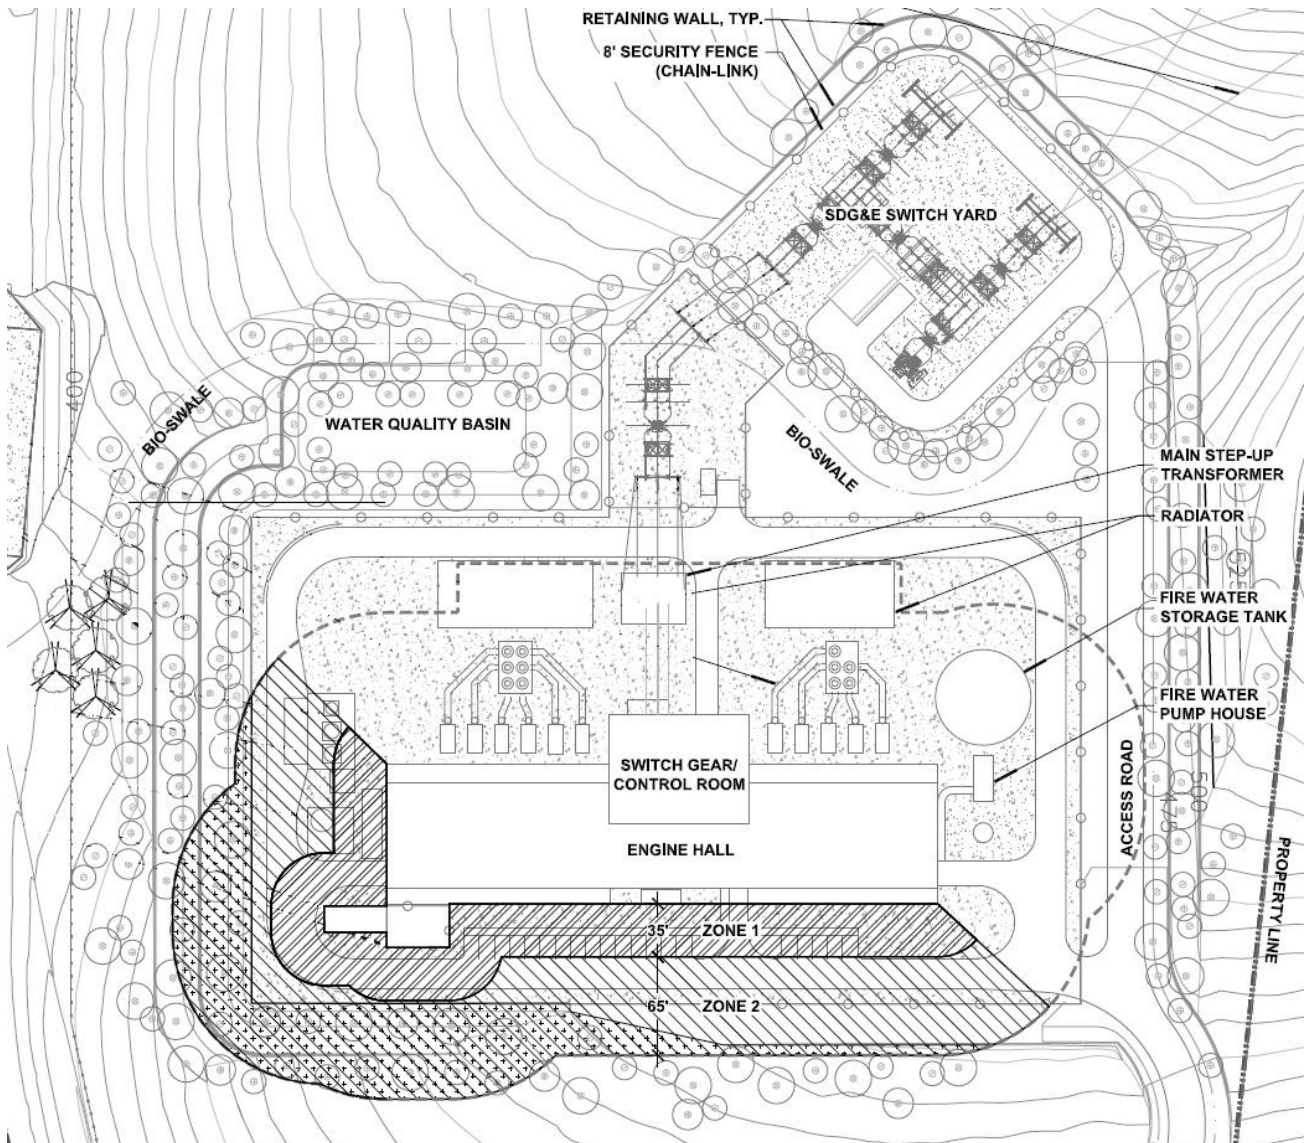 RETAINING WALL, TYP.
8' SECURITY FENCE
(CHAIN-LINK)
SDG&E SWITCH YARD
400
BIO-SWALE
WATER QUALITY BASIN
BIO-SWALE
MAIN STEP-UP
TRANSFORMER
RADIATOR
525
FIRE WATER
STORAGE TANK
FIRE WATER
PUMP HOUSE
SWITCH GEAR/
CONTROL ROOM
ACCESS ROAD
500
475
ENGINE HALL
PROPERTY LINE
35' ZONE 1
65' ZONE 2